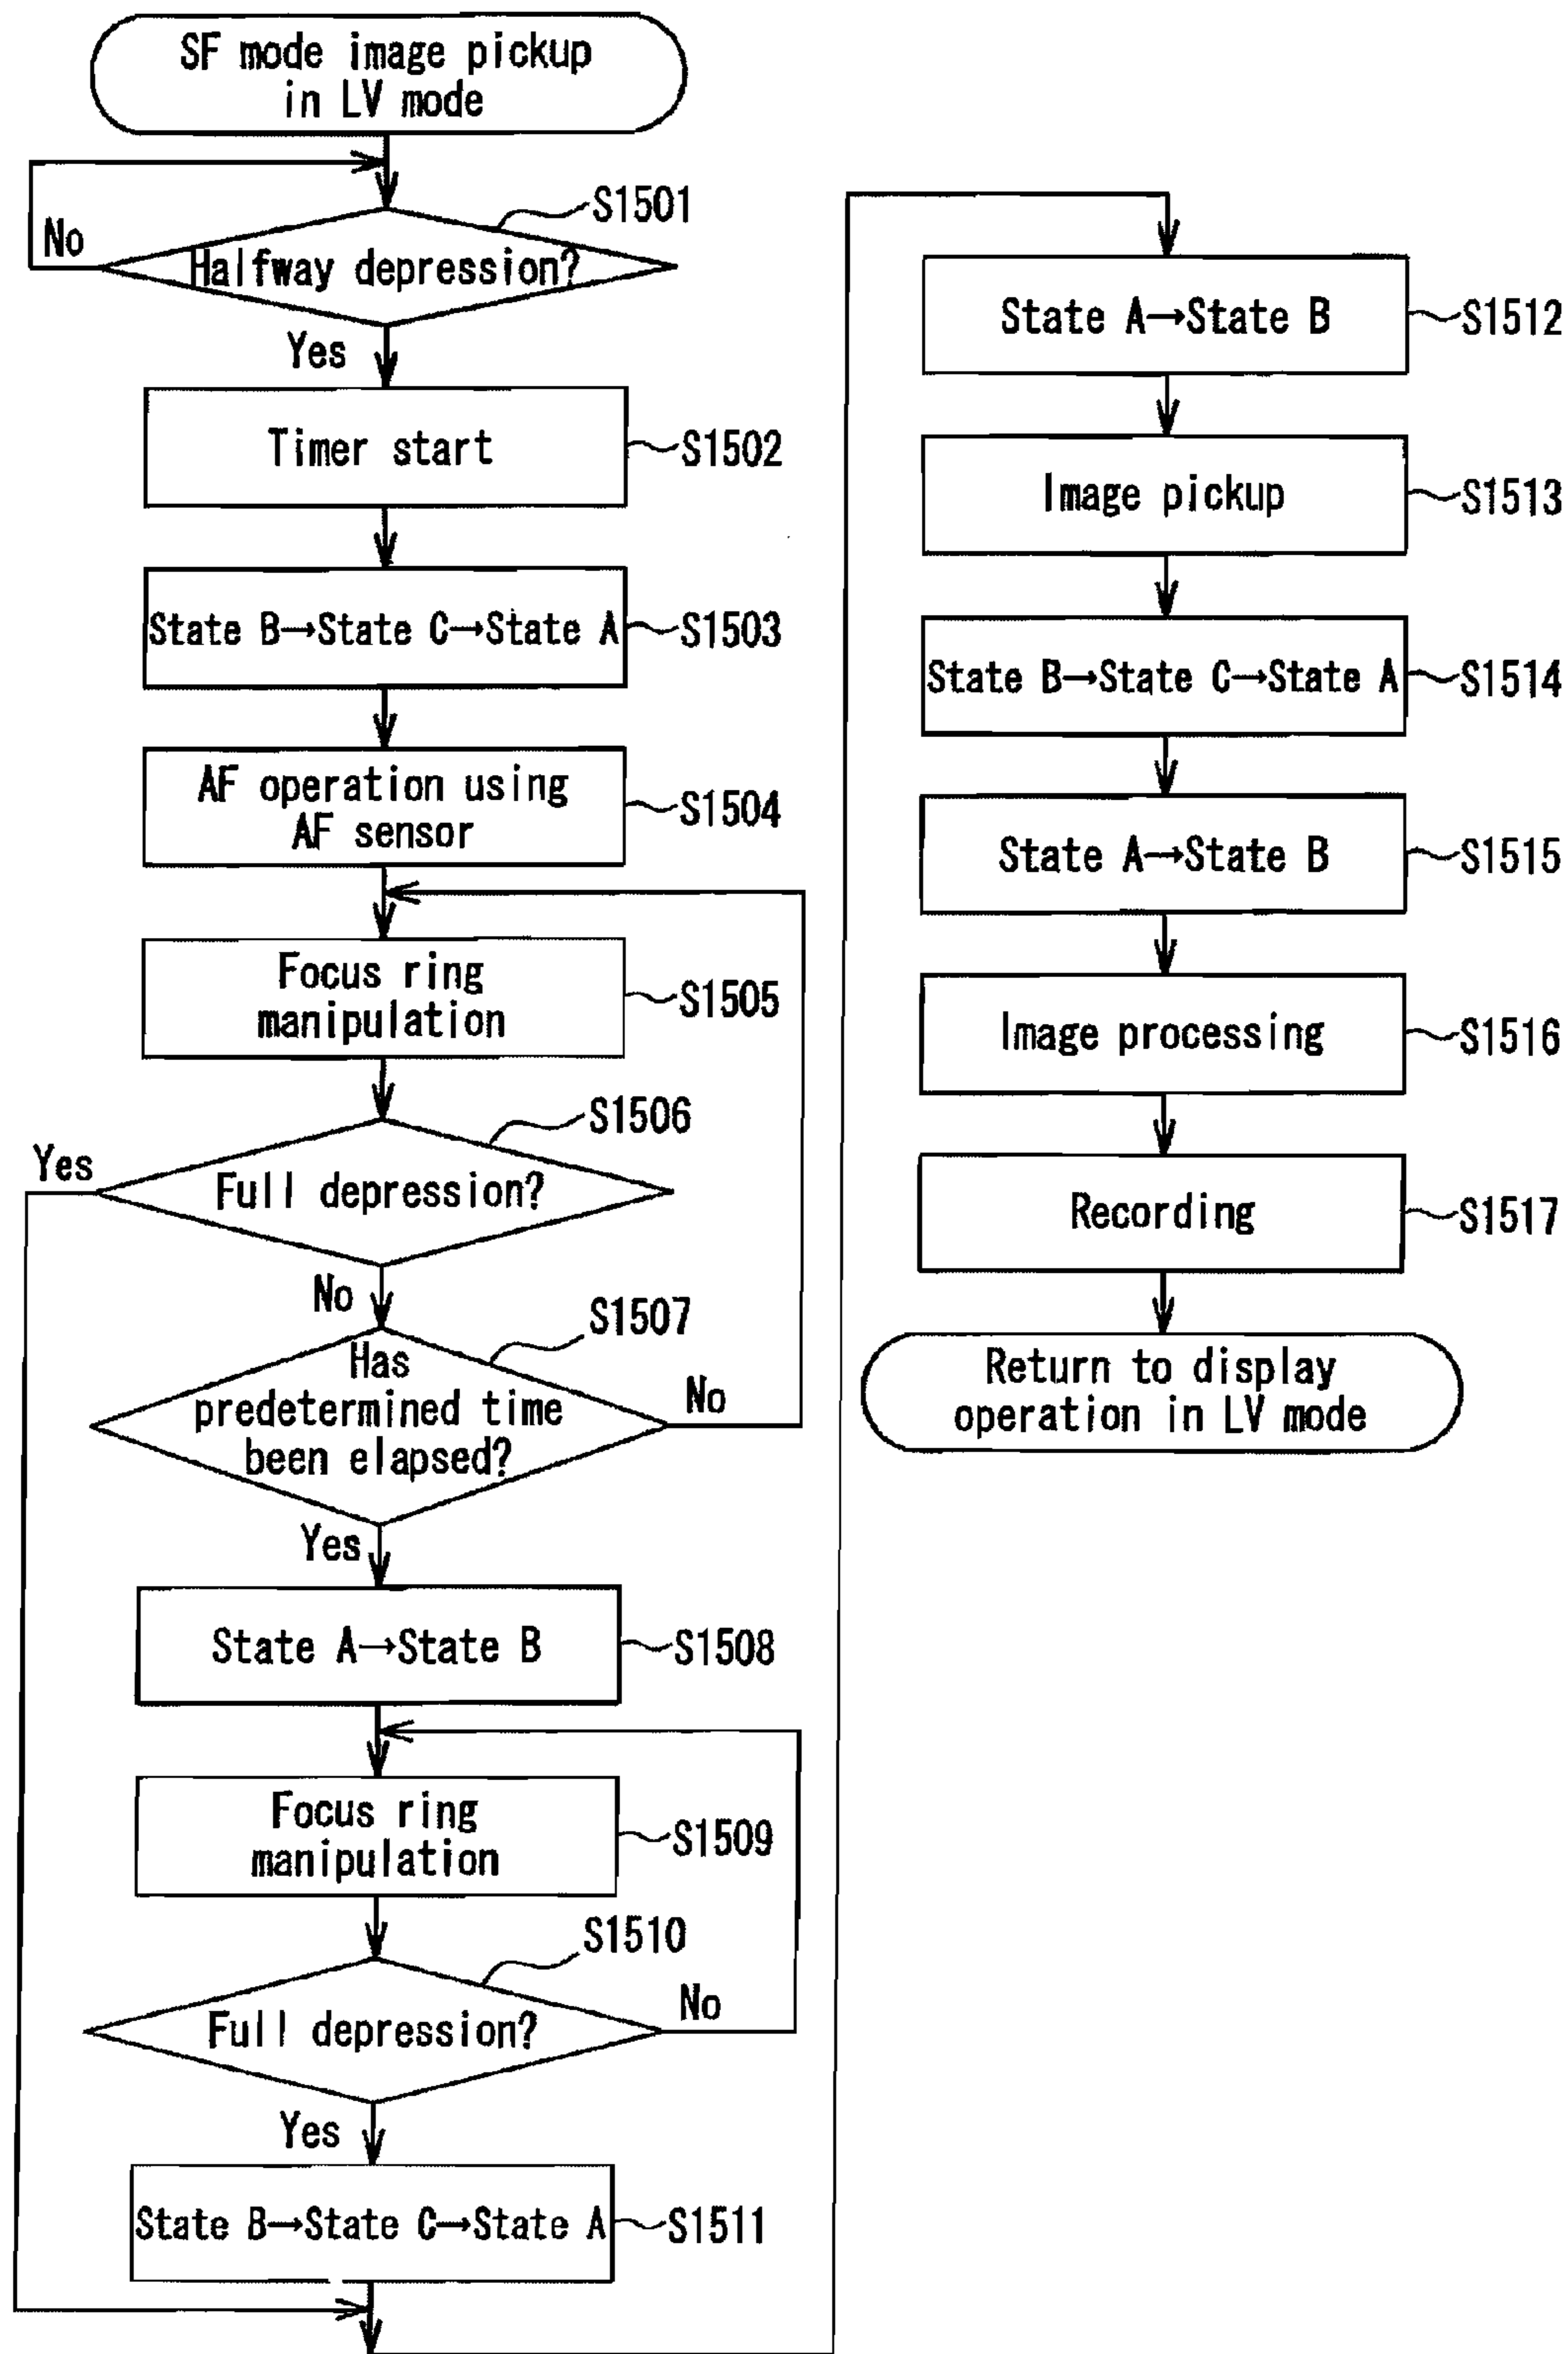 SF mode image pickup
in LV mode
S1501
No
Halfway depression?
Yes
Timer start
S1502
State B→State C→State A
S1503
AF operation using
AF sensor
S1504
Focus ring
manipulation
S1505
S1506
Yes
Full depression?
No
S1507
Has
predetermined time
been elapsed?
No
Yes
State A→State B
S1508
Focus ring
manipulation
S1509
S1510
Full depression?
No
Yes
State B→State C→State A
S1511
State A→State B
S1512
Image pickup
S1513
State B→State C→State A
S1514
State A→State B
S1515
Image processing
S1516
Recording
S1517
Return to display
operation in LV mode